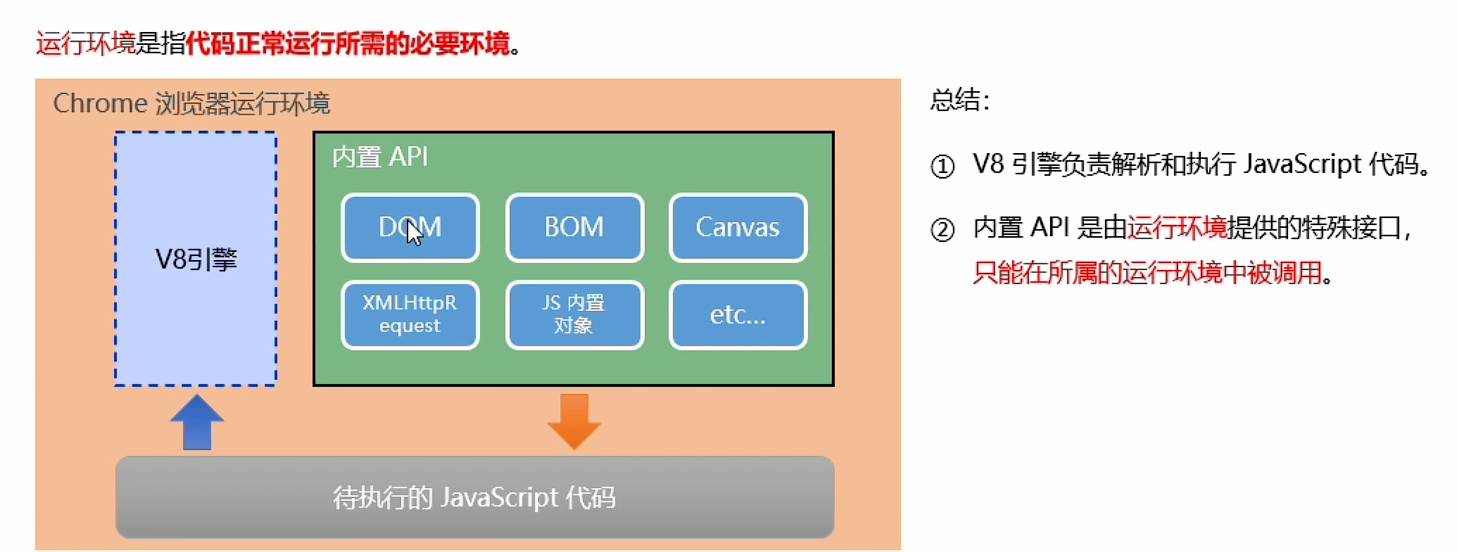 运行环境是指代码正常运行所需的必要环境。
Chrome 浏览器运行环境
V8引擎
内置 API
DOM
BOM
Canvas
XMLHttpR
equest
JS 内置
对象
etc...
待执行的 JavaScript 代码
总结：
① V8 引擎负责解析和执行 JavaScript 代码。
② 内置 API 是由运行环境提供的特殊接口，
只能在所属的运行环境中被调用。